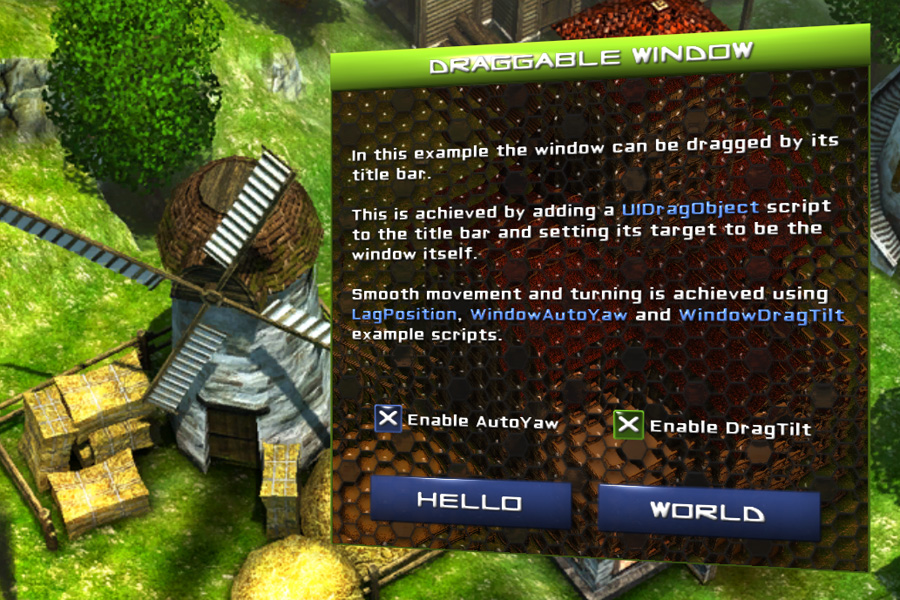 DRAGGABLE WINDOW
In this example the window can be dragged by its
title bar.
This is achieved by adding a UIDragObject script
to the title bar and setting its target to be the
window itself.
Smooth movement and turning is achieved using
LagPosition, WindowAutoYaw and WindowDragTilt
example scripts.
Enable AutoYaw Enable DragTilt
HELLO WORLD